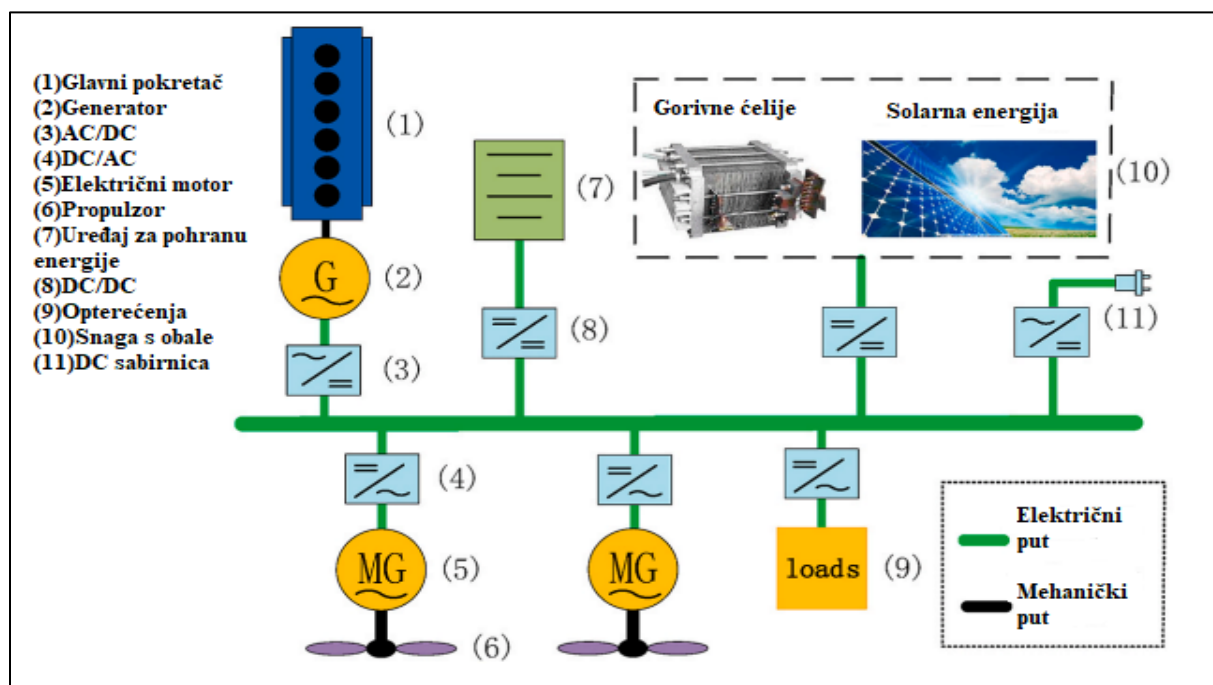 (1)Glavni pokretač
(2)Generator
(3)AC/DC
(4)DC/AC
(5)Električni motor
(6)Propulzor
(7)Uređaj za pohranu
energije
(8)DC/DC
(9)Opterećenja
(10)Snaga s obale
(11)DC sabirnica
(1)
G
(2)
(3)
(7)
(8)
Gorivne ćelije
Solarna energija
(10)
(11)
(4)
MG
(5)
(6)
MG
loads
(9)
Električni
put
Mehanički
put